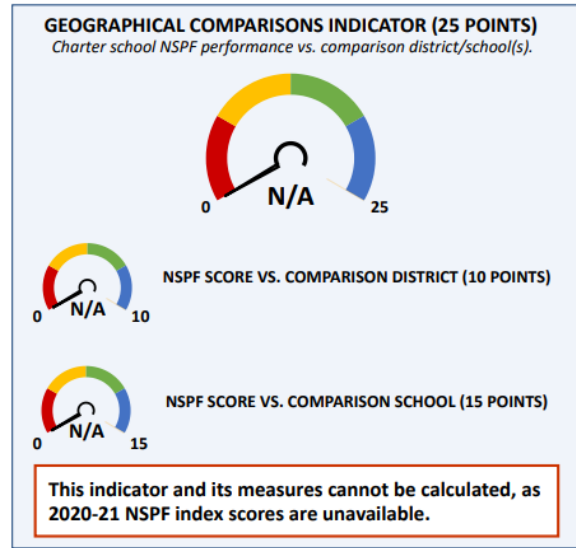 GEOGRAPHICAL COMPARISONS INDICATOR (25 POINTS)
Charter school NSPF performance vs. comparison district/school(s).
N/A
0
25
NSPF SCORE VS. COMPARISON DISTRICT (10 POINTS)
N/A
0
10
NSPF SCORE VS. COMPARISON SCHOOL (15 POINTS)
N/A
0
15
This indicator and its measures cannot be calculated, as
2020-21 NSPF index scores are unavailable.